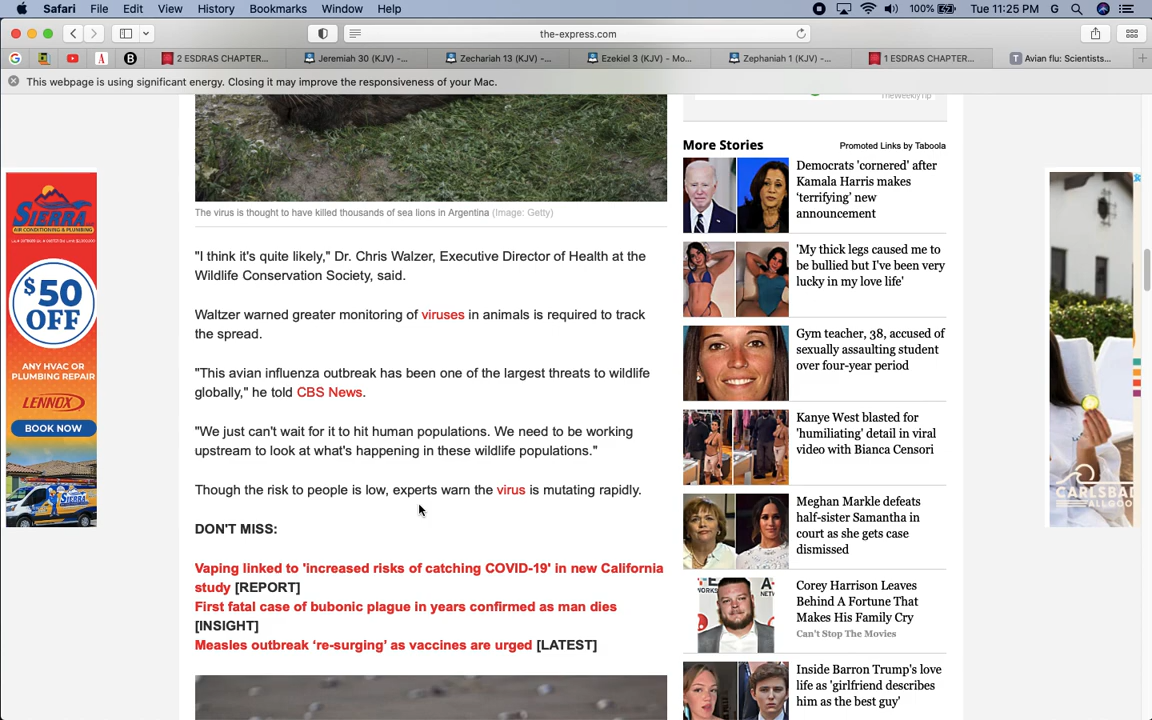 Safari File Edit View History Bookmarks Window Help
100% Tue 11:25 PM G
the-express.com
G A B 2 ESDRAS CHAPTER... Jeremiah 30 (KJV) -... Zechariah 13 (KJV) -... Ezekiel 3 (KJV) - Mo... Zephaniah 1 (KJV) -... 1 ESDRAS CHAPTER... T Avian flu: Scientists...
This webpage is using significant energy. Closing it may improve the responsiveness of your Mac.
TheWeeklyTip
The virus is thought to have killed thousands of sea lions in Argentina (Image: Getty)
"I think it's quite likely," Dr. Chris Walzer, Executive Director of Health at the
Wildlife Conservation Society, said.
Waltzer warned greater monitoring of viruses in animals is required to track
the spread.
"This avian influenza outbreak has been one of the largest threats to wildlife
globally," he told CBS News.
"We just can't wait for it to hit human populations. We need to be working
upstream to look at what's happening in these wildlife populations."
Though the risk to people is low, experts warn the virus is mutating rapidly.
DON'T MISS:
Vaping linked to 'increased risks of catching COVID-19' in new California
study [REPORT]
First fatal case of bubonic plague in years confirmed as man dies
[INSIGHT]
Measles outbreak ‘re-surging’ as vaccines are urged [LATEST]
More Stories
Promoted Links by Taboola
Democrats 'cornered' after
Kamala Harris makes
‘terrifying’ new
announcement
'My thick legs caused me to
be bullied but I've been very
lucky in my love life'
Gym teacher, 38, accused of
sexually assaulting student
over four-year period
Kanye West blasted for
'humiliating' detail in viral
video with Bianca Censori
Meghan Markle defeats
half-sister Samantha in
court as she gets case
dismissed
Corey Harrison Leaves
Behind A Fortune That
Makes His Family Cry
Can't Stop The Movies
Inside Barron Trump's love
life as 'girlfriend describes
him as the best guy'
SIERRA
AIR CONDITIONING & PLUMBING
$50
OFF
ANY HVAC OR
PLUMBING REPAIR
LENNOX
BOOK NOW
SIERRA
CARLSBAD